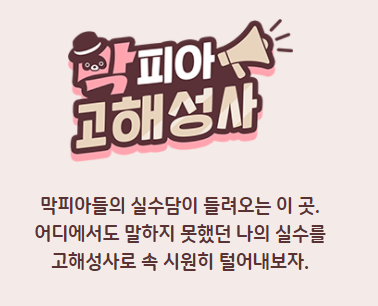 막피아
고해성사
막피아들의 실수담이 들려오는 이 곳.
어디에서도 말하지 못했던 나의 실수를
고해성사로 속 시원히 털어내보자.